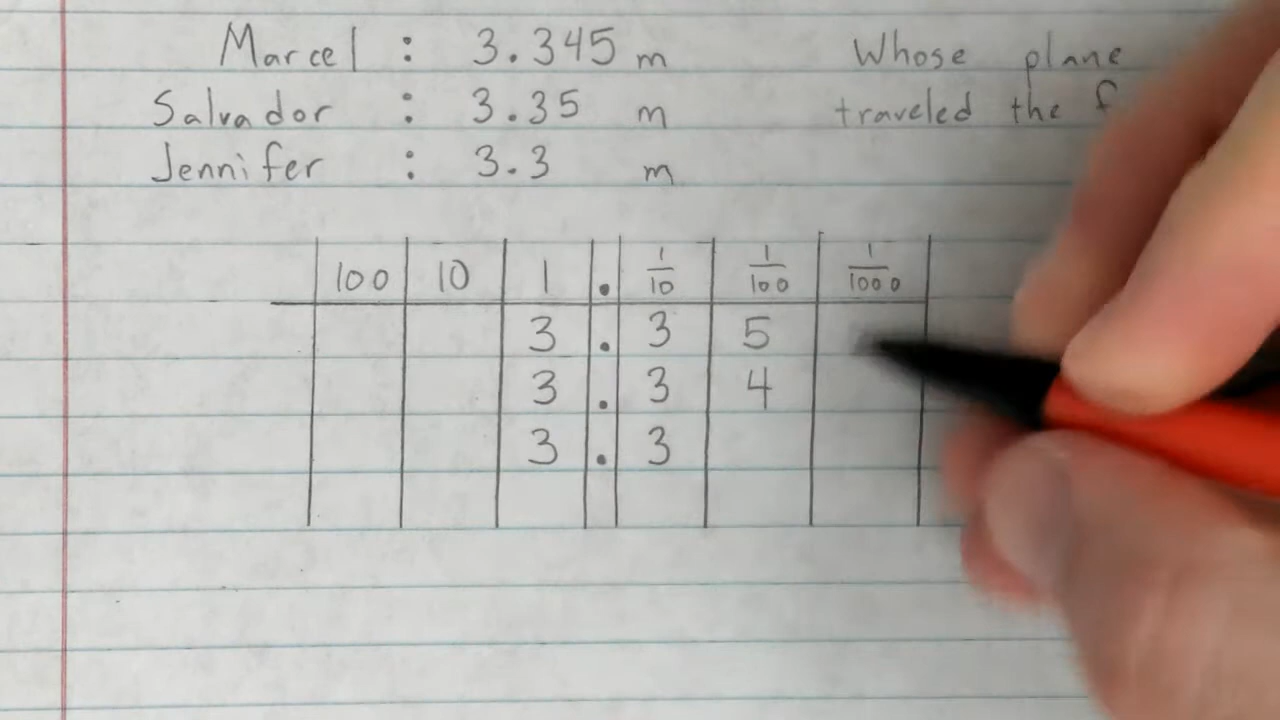 Marcel : 3.345 m
Salvador : 3.35 m
Jennifer : 3.3 m
Whose plane
traveled the
100 10 1 . 1/10 1/100 1/1000
3 . 3 5
3 . 3 4
3 . 3